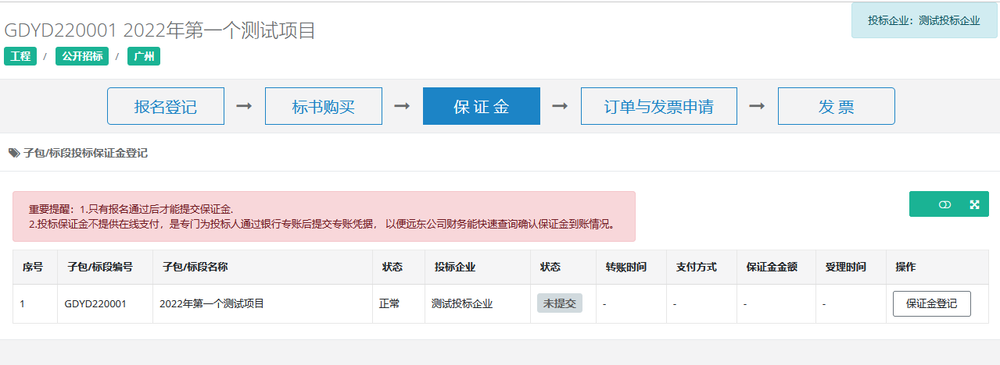 投标企业：测试投标企业
GDYD220001 2022年第一个测试项目
工程 / 公开招标 / 广州
报名登记 标书购买 保 证 金 订单与发票申请 发 票
子包/标段投标保证金登记
重要提醒：1.只有报名通过后才能提交保证金.
2.投标保证金不提供在线支付，是专门为投标人通过银行专账后提交专账凭据， 以便远东公司财务能快速查询确认保证金到账情况。
序号 子包/标段编号 子包/标段名称 状态 投标企业 状态 转账时间 支付方式 保证金金额 受理时间 操作
1 GDYD220001 2022年第一个测试项目 正常 测试投标企业 未提交 - - - - 保证金登记